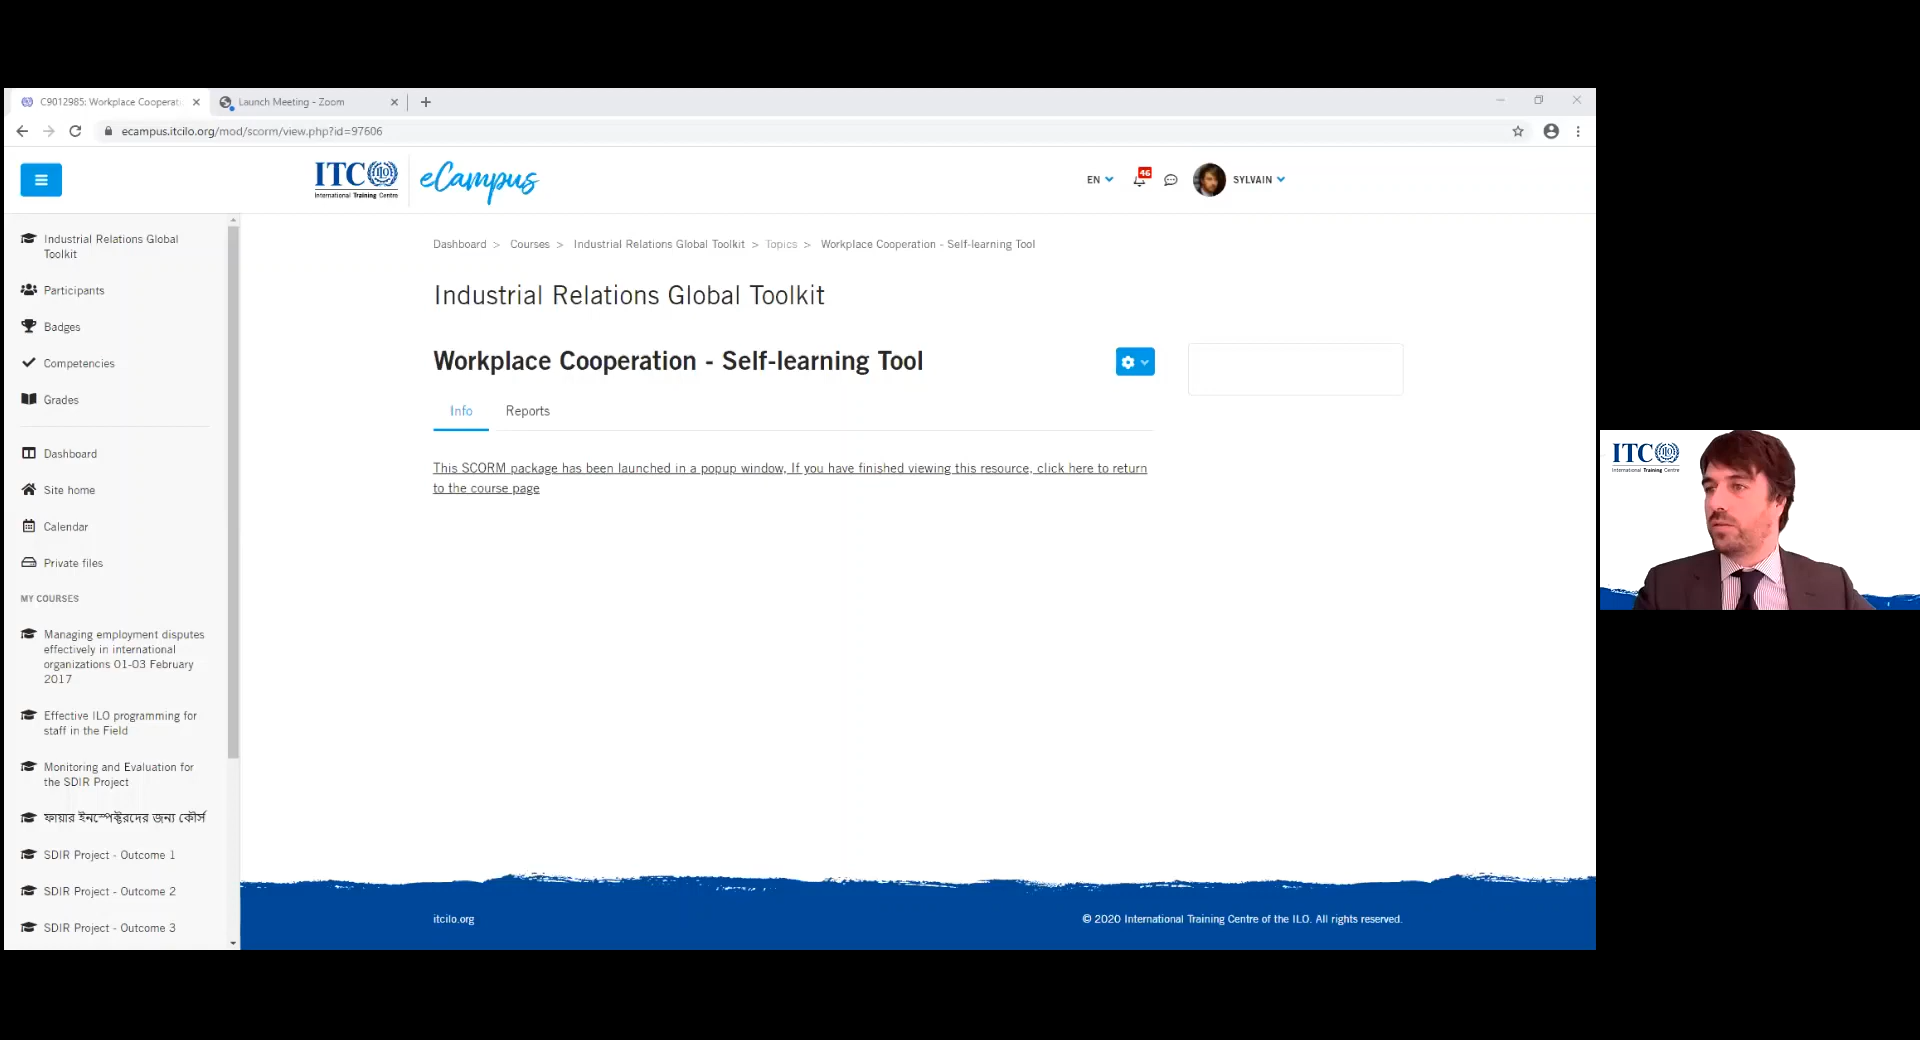 C9012985: Workplace Cooperati
Launch Meeting - Zoom
ecampus.itcilo.org/mod/scorm/view.php?id=97606
ITC
International Training Centre
eCampus
EN
46
SYLVAIN
Industrial Relations Global
Toolkit
Participants
Badges
Competencies
Grades
Dashboard
Site home
Calendar
Private files
MY COURSES
Managing employment disputes
effectively in international
organizations 01-03 February
2017
Effective ILO programming for
staff in the Field
Monitoring and Evaluation for
the SDIR Project
ফায়ার ইনস্পেক্টরদের জন্য কোর্স
SDIR Project - Outcome 1
SDIR Project - Outcome 2
SDIR Project - Outcome 3
Dashboard > Courses > Industrial Relations Global Toolkit > Topics > Workplace Cooperation - Self-learning Tool
Industrial Relations Global Toolkit
Workplace Cooperation - Self-learning Tool
Info Reports
This SCORM package has been launched in a popup window, If you have finished viewing this resource, click here to return
to the course page
itcilo.org
© 2020 International Training Centre of the ILO. All rights reserved.
ITC
International Training Centre